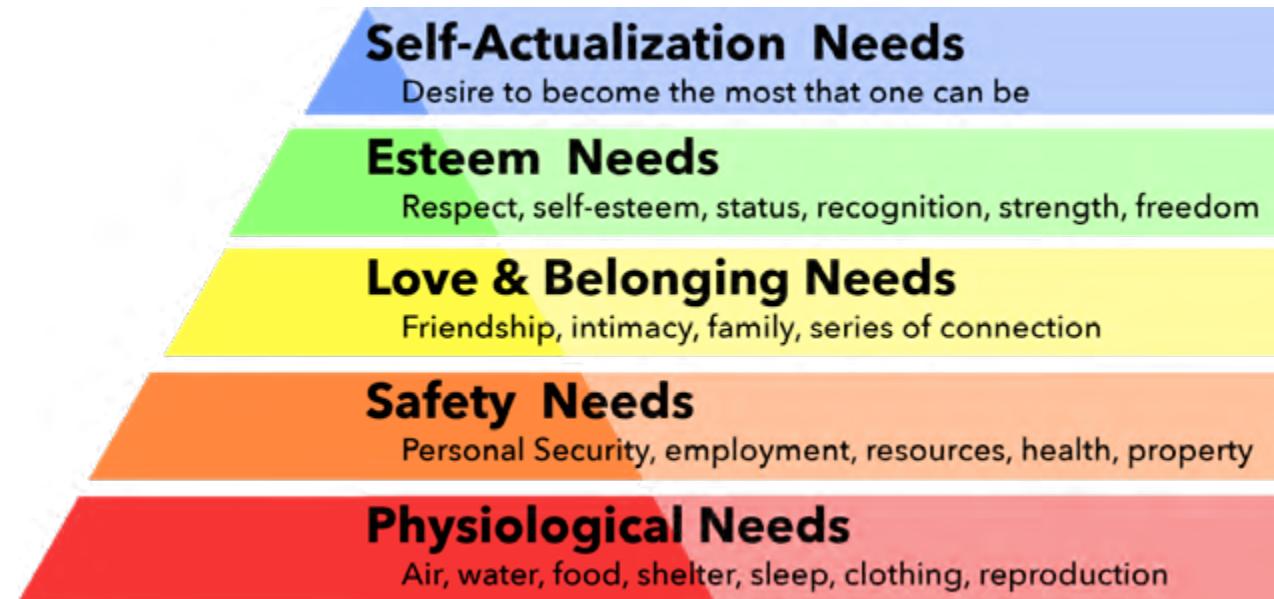 Self-Actualization Needs
Desire to become the most that one can be
Esteem Needs
Respect, self-esteem, status, recognition, strength, freedom
Love & Belonging Needs
Friendship, intimacy, family, series of connection
Safety Needs
Personal Security, employment, resources, health, property
Physiological Needs
Air, water, food, shelter, sleep, clothing, reproduction